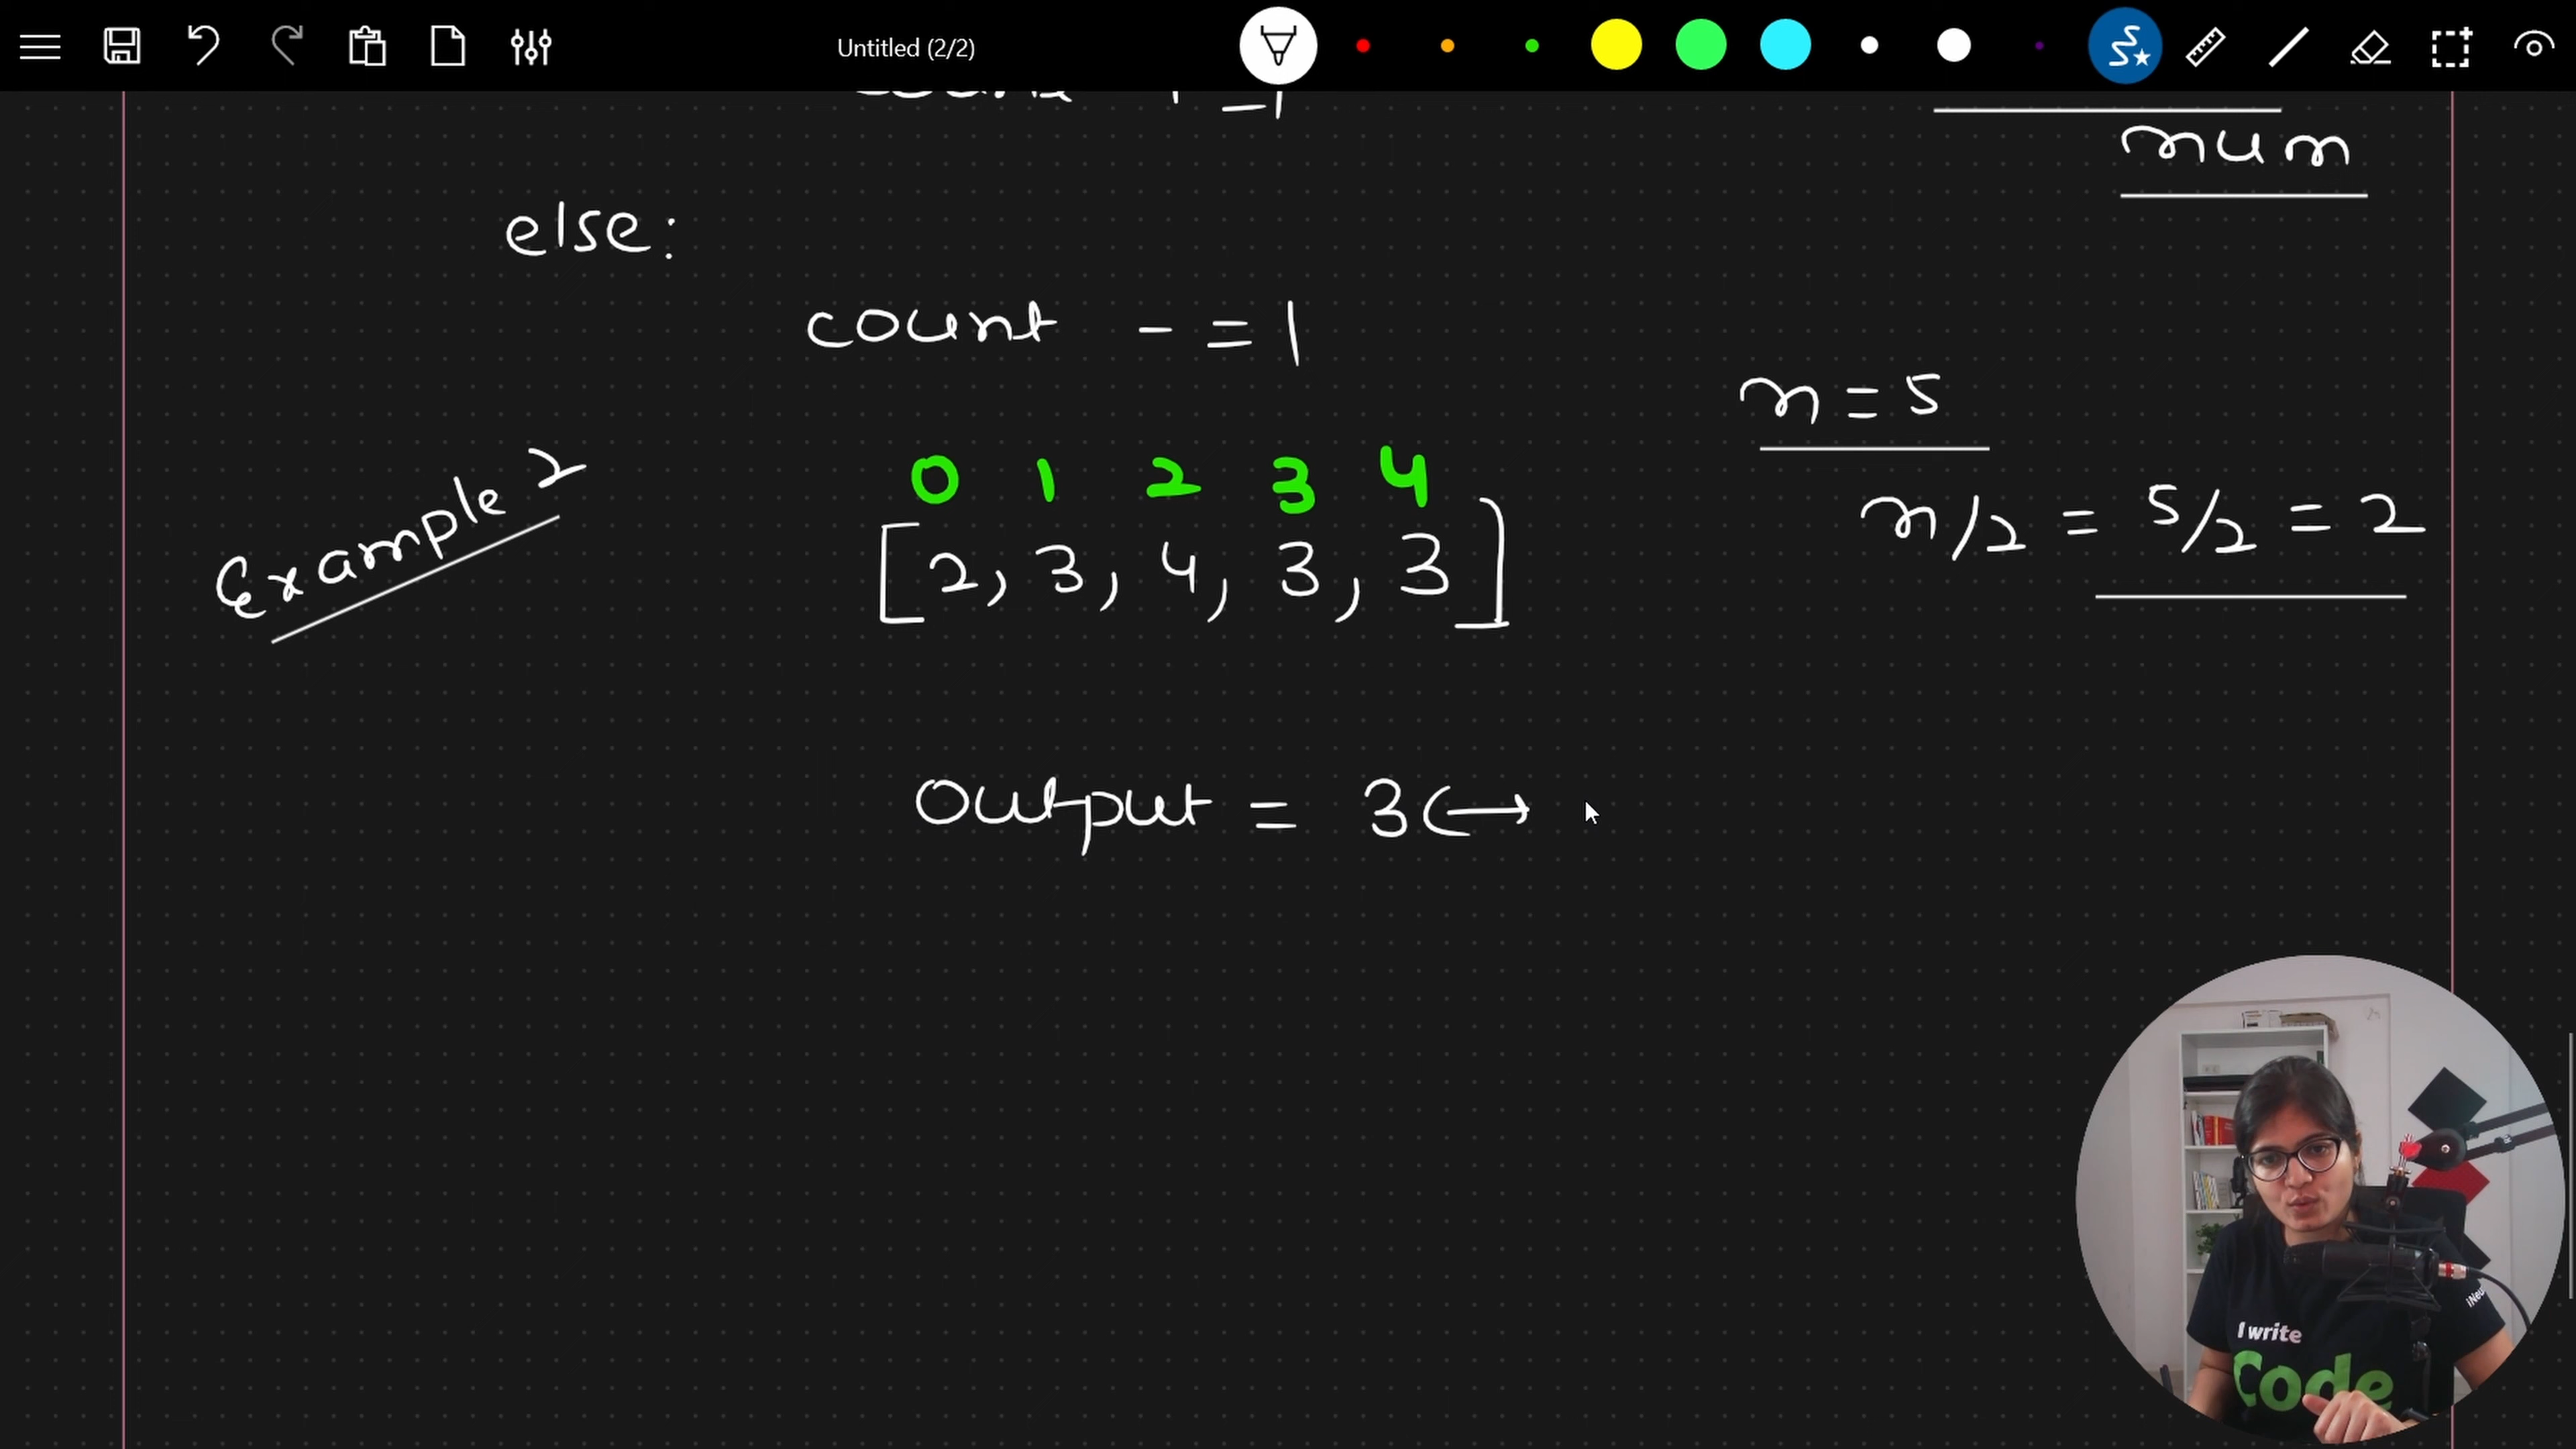 Untitled (2/2)
num
else:
count -=1
n=5
Example 2
0 1 2 3 4
[2, 3, 4, 3, 3]
n/2 = 5/2 = 2
Output = 3 (→
I write
Code